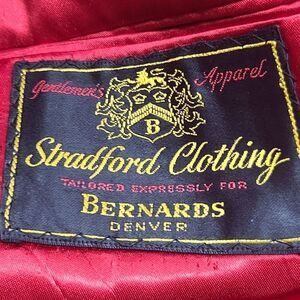 Gentlemen's Apparel
B
Stradford Clothing
TAILORED EXPRESSLY FOR
BERNARDS
DENVER